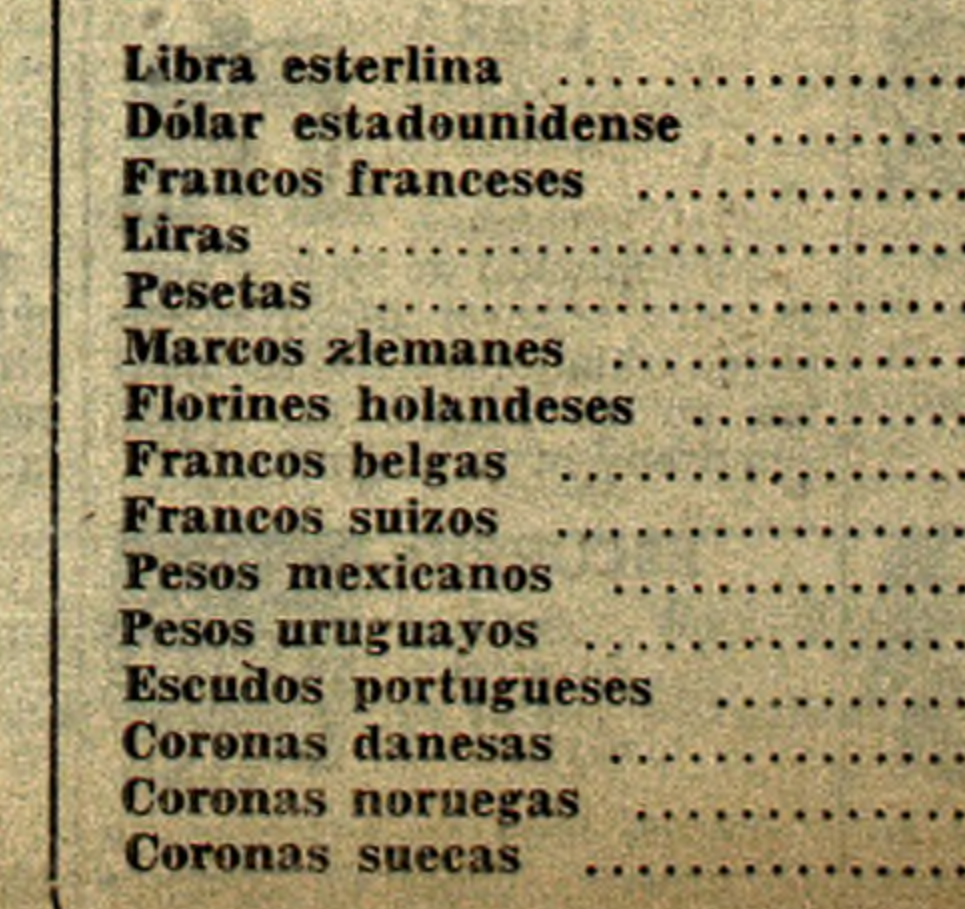 Libra esterlina ................
Dólar estadounidense .........
Francos franceses .............
Liras ..........................
Pesetas .......................
Marcos alemanes ..............
Florines holandeses ...........
Francos belgas ................
Francos suizos ................
Pesos mexicanos ..............
Pesos uruguayos ...............
Escudos portugueses ..........
Coronas danesas ..............
Coronas noruegas .............
Coronas suecas ...............